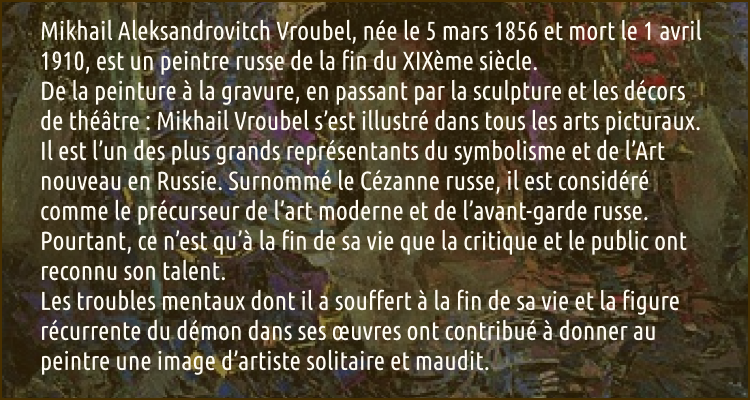 Mikhail Aleksandrovitch Vroubel, née le 5 mars 1856 et mort le 1 avril
1910, est un peintre russe de la fin du XIXème siècle.
De la peinture à la gravure, en passant par la sculpture et les décors
de théâtre : Mikhail Vroubel s’est illustré dans tous les arts picturaux.
Il est l’un des plus grands représentants du symbolisme et de l’Art
nouveau en Russie. Surnommé le Cézanne russe, il est considéré
comme le précurseur de l’art moderne et de l’avant-garde russe.
Pourtant, ce n’est qu’à la fin de sa vie que la critique et le public ont
reconnu son talent.
Les troubles mentaux dont il a souffert à la fin de sa vie et la figure
récurrente du démon dans ses œuvres ont contribué à donner au
peintre une image d’artiste solitaire et maudit.